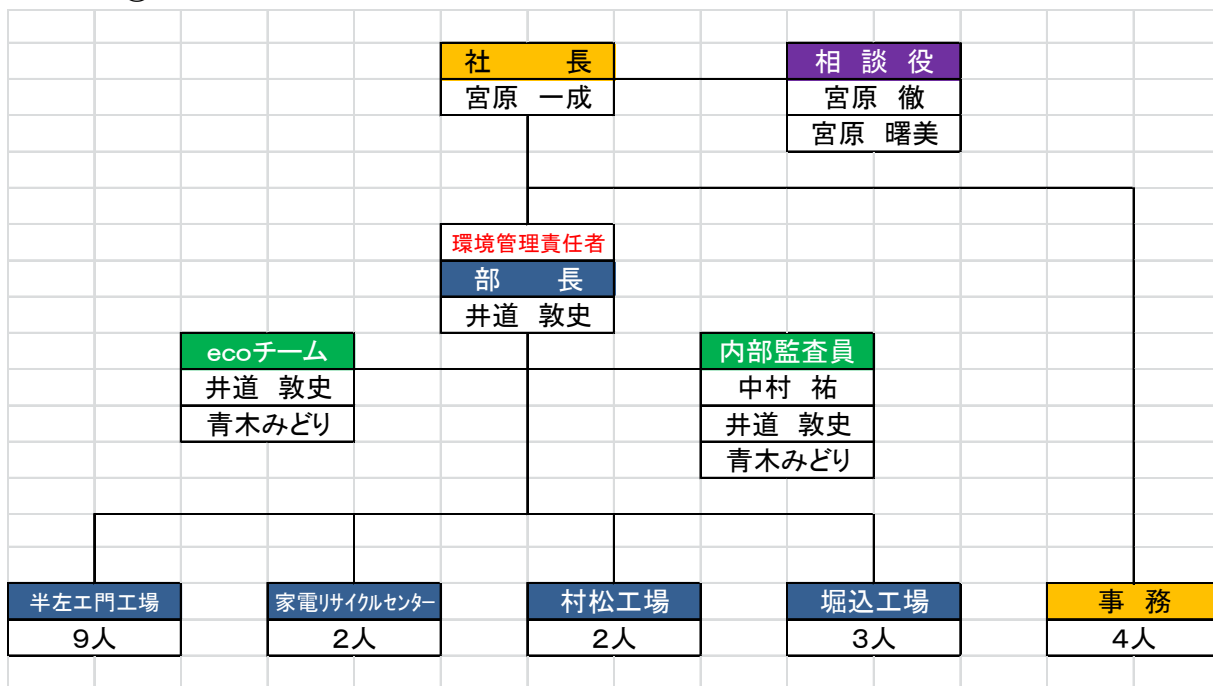 社　　長
相 談 役
宮原　一成
宮原　徹
宮原　曙美
環境管理責任者
部　　長
井道　敦史
ecoチーム
内部監査員
井道　敦史
中村　祐
青木みどり
井道　敦史
青木みどり
半左エ門工場
家電リサイクルセンター
村松工場
堀込工場
事　務
9人
2人
2人
3人
4人